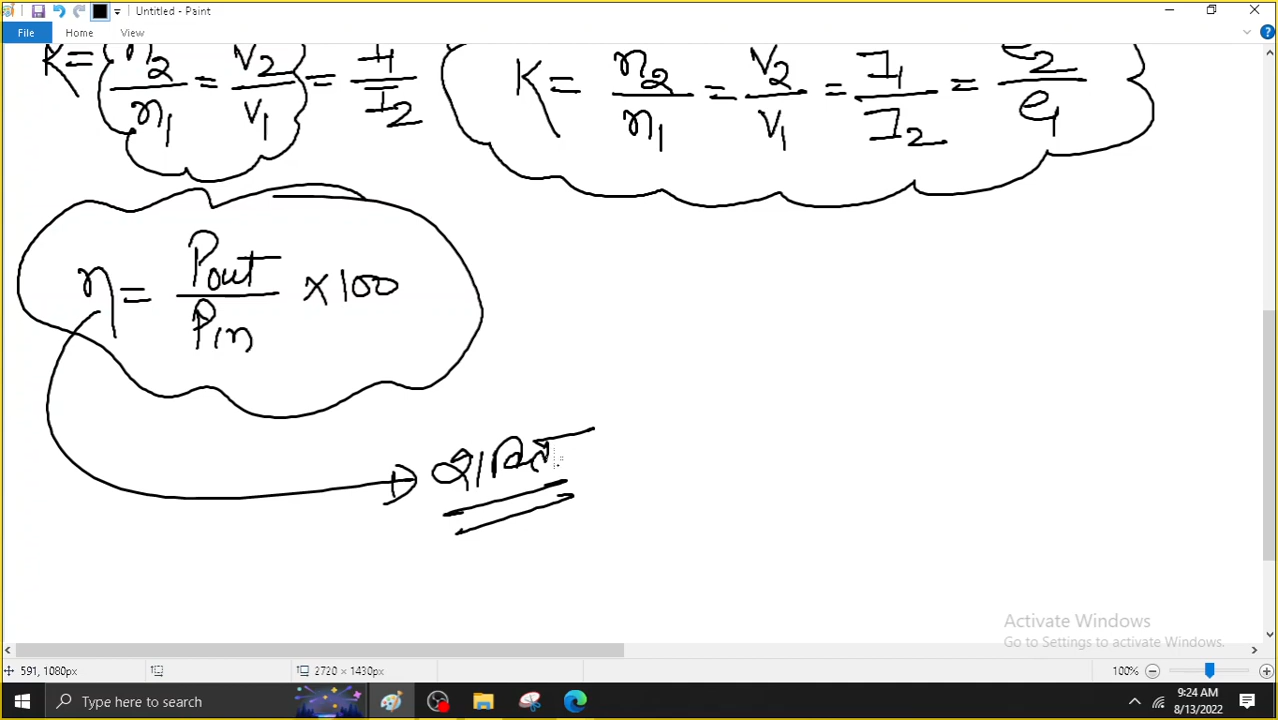 Untitled - Paint
File Home View
K = n2/n1 = V2/V1 = I1/I2
K = n2/n1 = V2/V1 = I1/I2 = e2/e1
η = Pout/Pin × 100
Activate Windows
Go to Settings to activate Windows.
591, 1080px
2720 × 1430px
100%
Type here to search
9:24 AM
8/13/2022